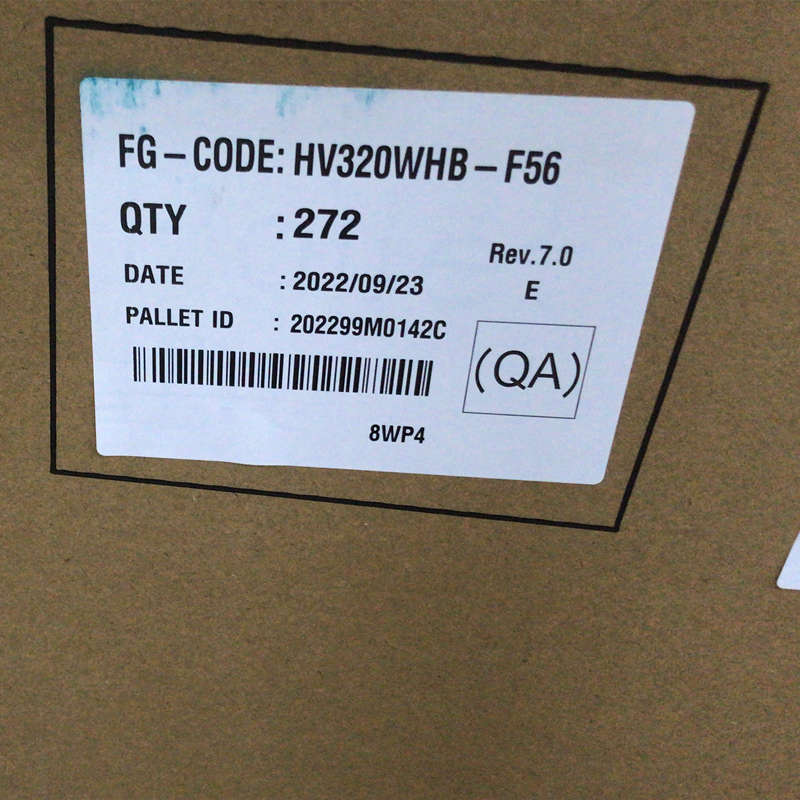 FG-CODE: HV320WHB-F56
QTY : 272
Rev.7.0
DATE : 2022/09/23
E
PALLET ID : 202299M0142C
(QA)
8WP4